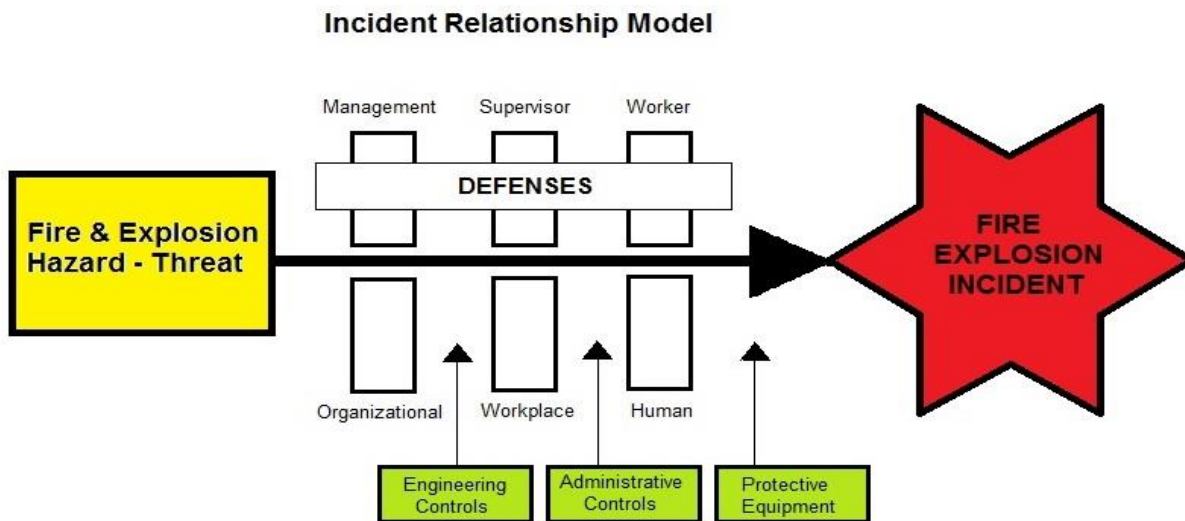 Incident Relationship Model
Management
Supervisor
Worker
DEFENSES
Fire & Explosion
Hazard - Threat
FIRE
EXPLOSION
INCIDENT
Organizational
Workplace
Human
Engineering
Controls
Administrative
Controls
Protective
Equipment